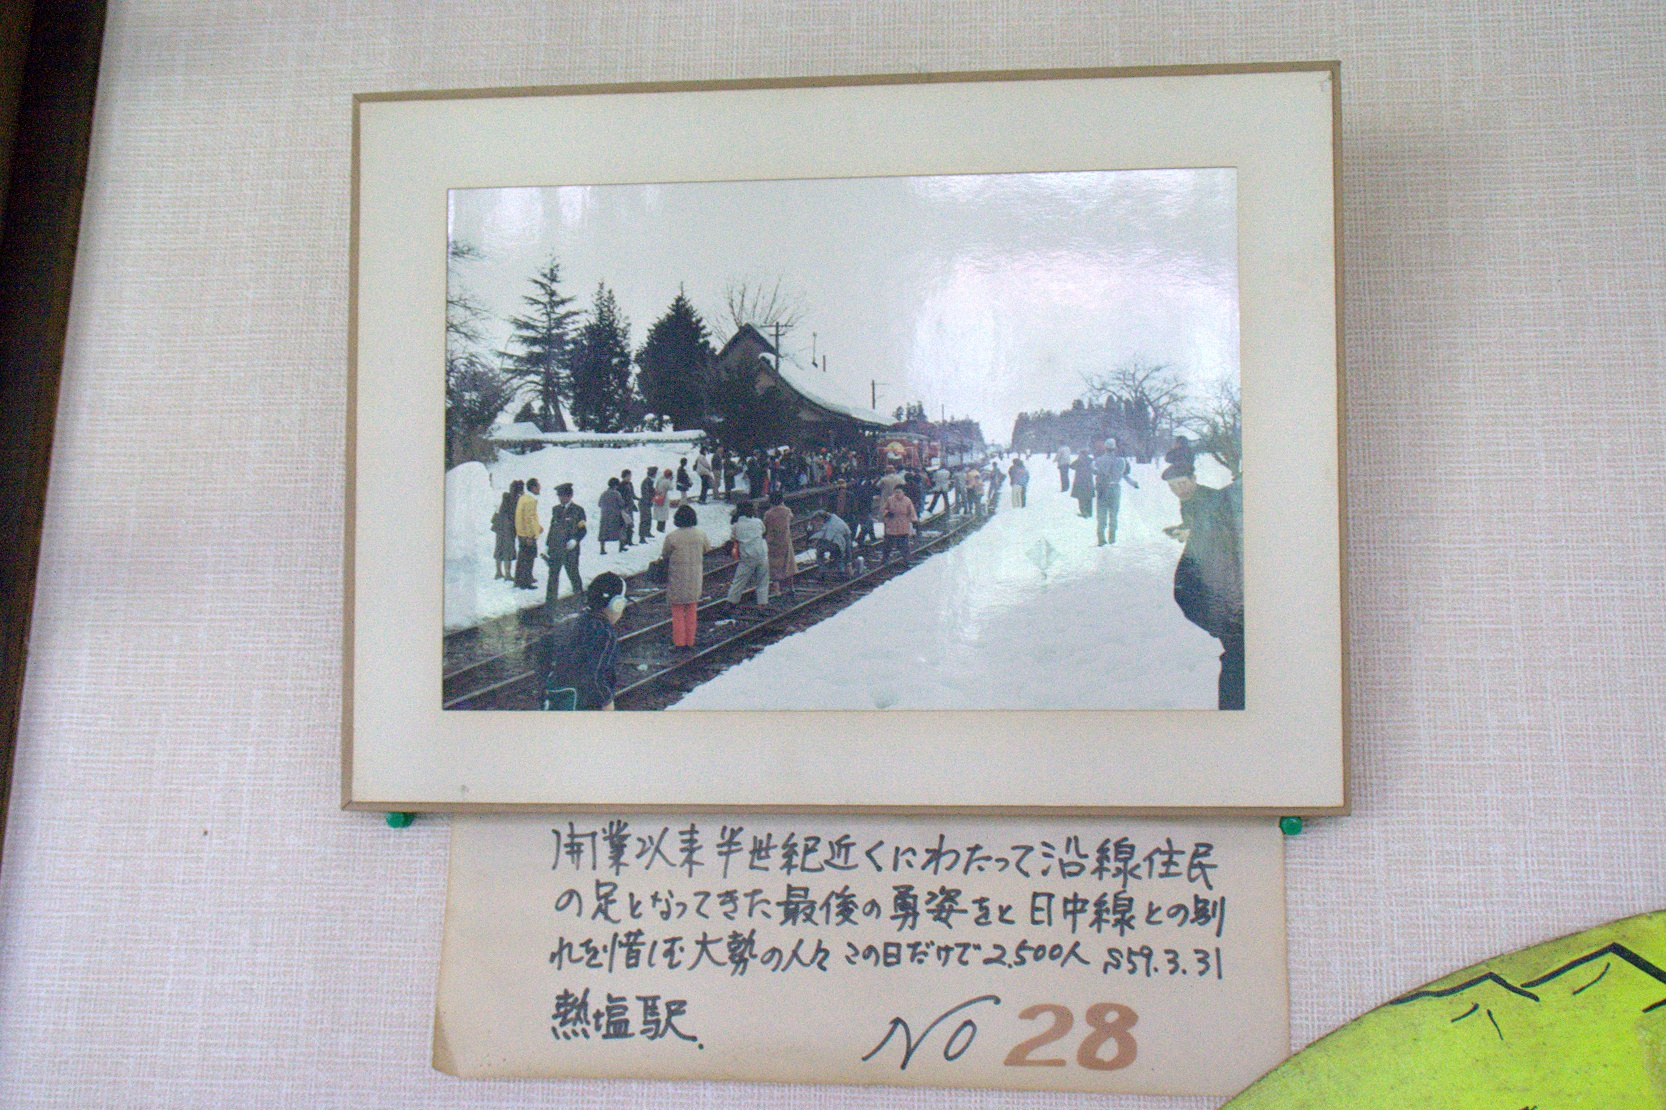 開業以来半世紀近くにわたって沿線住民
の足となってきた最後の勇姿をと日中線との別
れを惜しむ大勢の人々この日だけで2.500人 S59.3.31
熱塩駅.
No 28